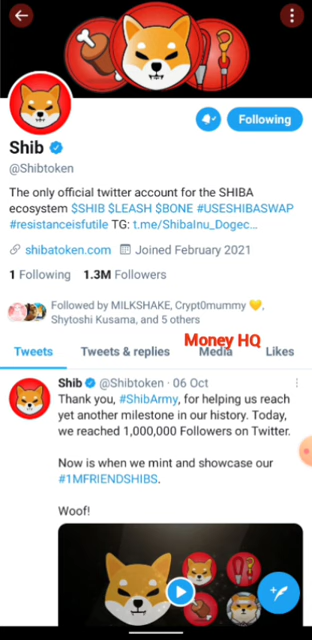 Following
Shib
@Shibtoken
The only official twitter account for the SHIBA
ecosystem $SHIB $LEASH $BONE #USESHIBASWAP
#resistanceisfutile TG: t.me/ShibaInu_Dogec...
shibatoken.com Joined February 2021
1 Following 1.3M Followers
Followed by MILKSHAKE, Crypt0mummy 💛,
Shytoshi Kusama, and 5 others
Money HQ
Tweets Tweets & replies Media Likes
Shib @Shibtoken · 06 Oct
Thank you, #ShibArmy, for helping us reach
yet another milestone in our history. Today,
we reached 1,000,000 Followers on Twitter.
Now is when we mint and showcase our
#1MFRIENDSHIBS.
Woof!